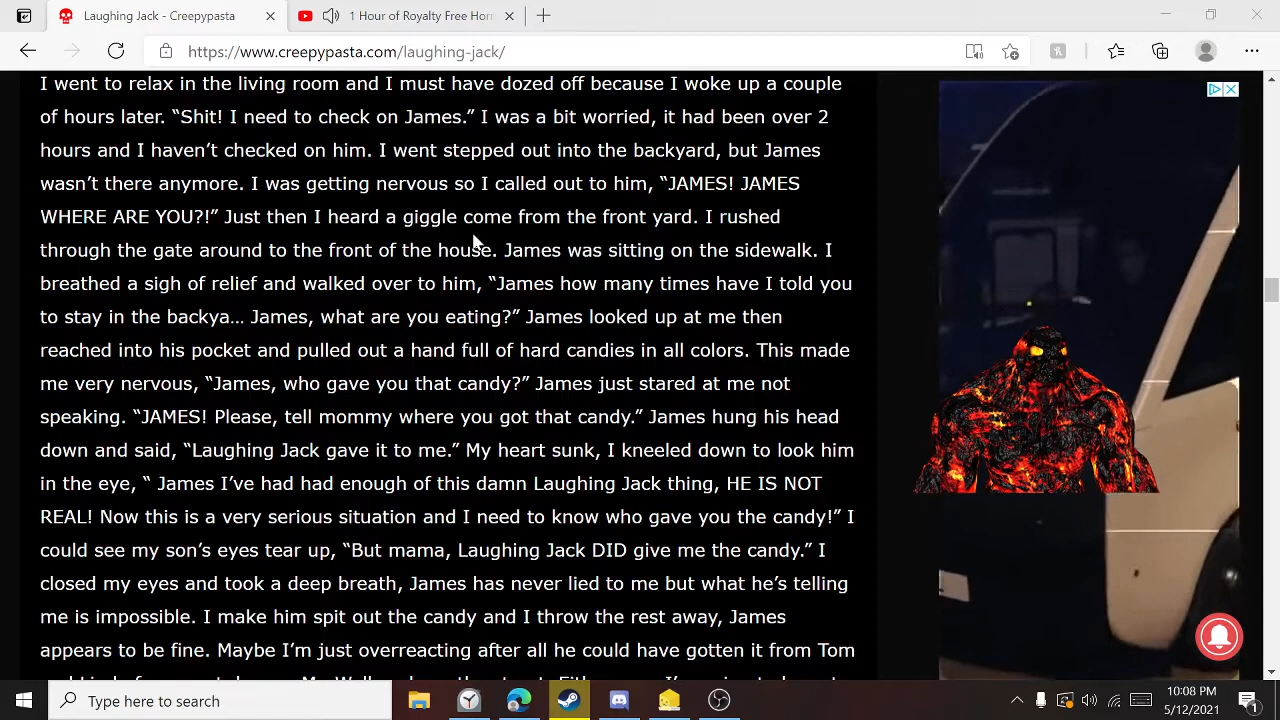 Laughing Jack - Creepypasta
1 Hour of Royalty Free Horr
https://www.creepypasta.com/laughing-jack/
I went to relax in the living room and I must have dozed off because I woke up a couple
of hours later. “Shit! I need to check on James.” I was a bit worried, it had been over 2
hours and I haven’t checked on him. I went stepped out into the backyard, but James
wasn’t there anymore. I was getting nervous so I called out to him, “JAMES! JAMES
WHERE ARE YOU?!” Just then I heard a giggle come from the front yard. I rushed
through the gate around to the front of the house. James was sitting on the sidewalk. I
breathed a sigh of relief and walked over to him, “James how many times have I told you
to stay in the backya… James, what are you eating?” James looked up at me then
reached into his pocket and pulled out a hand full of hard candies in all colors. This made
me very nervous, “James, who gave you that candy?” James just stared at me not
speaking. “JAMES! Please, tell mommy where you got that candy.” James hung his head
down and said, “Laughing Jack gave it to me.” My heart sunk, I kneeled down to look him
in the eye, “ James I’ve had had enough of this damn Laughing Jack thing, HE IS NOT
REAL! Now this is a very serious situation and I need to know who gave you the candy!” I
could see my son’s eyes tear up, “But mama, Laughing Jack DID give me the candy.” I
closed my eyes and took a deep breath, James has never lied to me but what he’s telling
me is impossible. I make him spit out the candy and I throw the rest away, James
appears to be fine. Maybe I’m just overreacting after all he could have gotten it from Tom
Type here to search
10:08 PM
5/12/2021
1